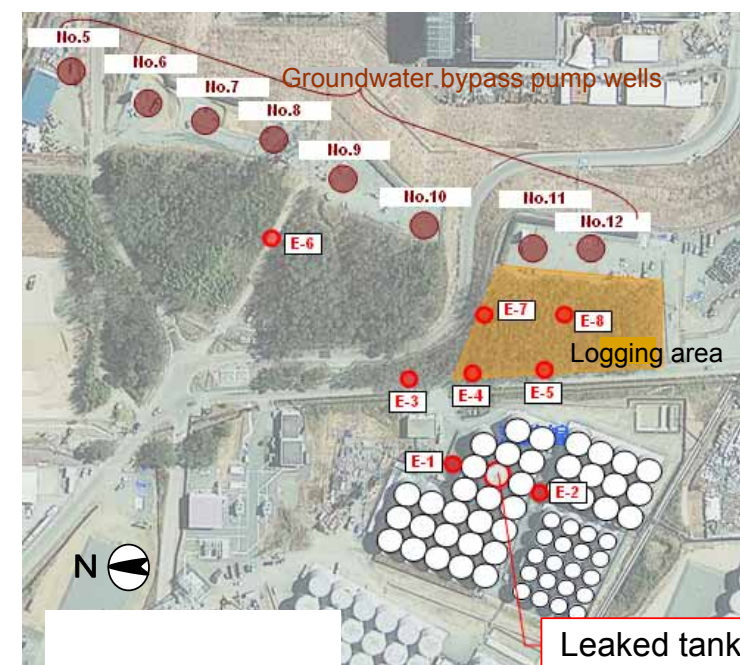 No.5
No.6
No.7
No.8
Groundwater bypass pump wells
No.9
No.10
No.11
No.12
E-6
E-7
E-8
Logging area
E-3
E-4
E-5
E-1
E-2
N
Leaked tank